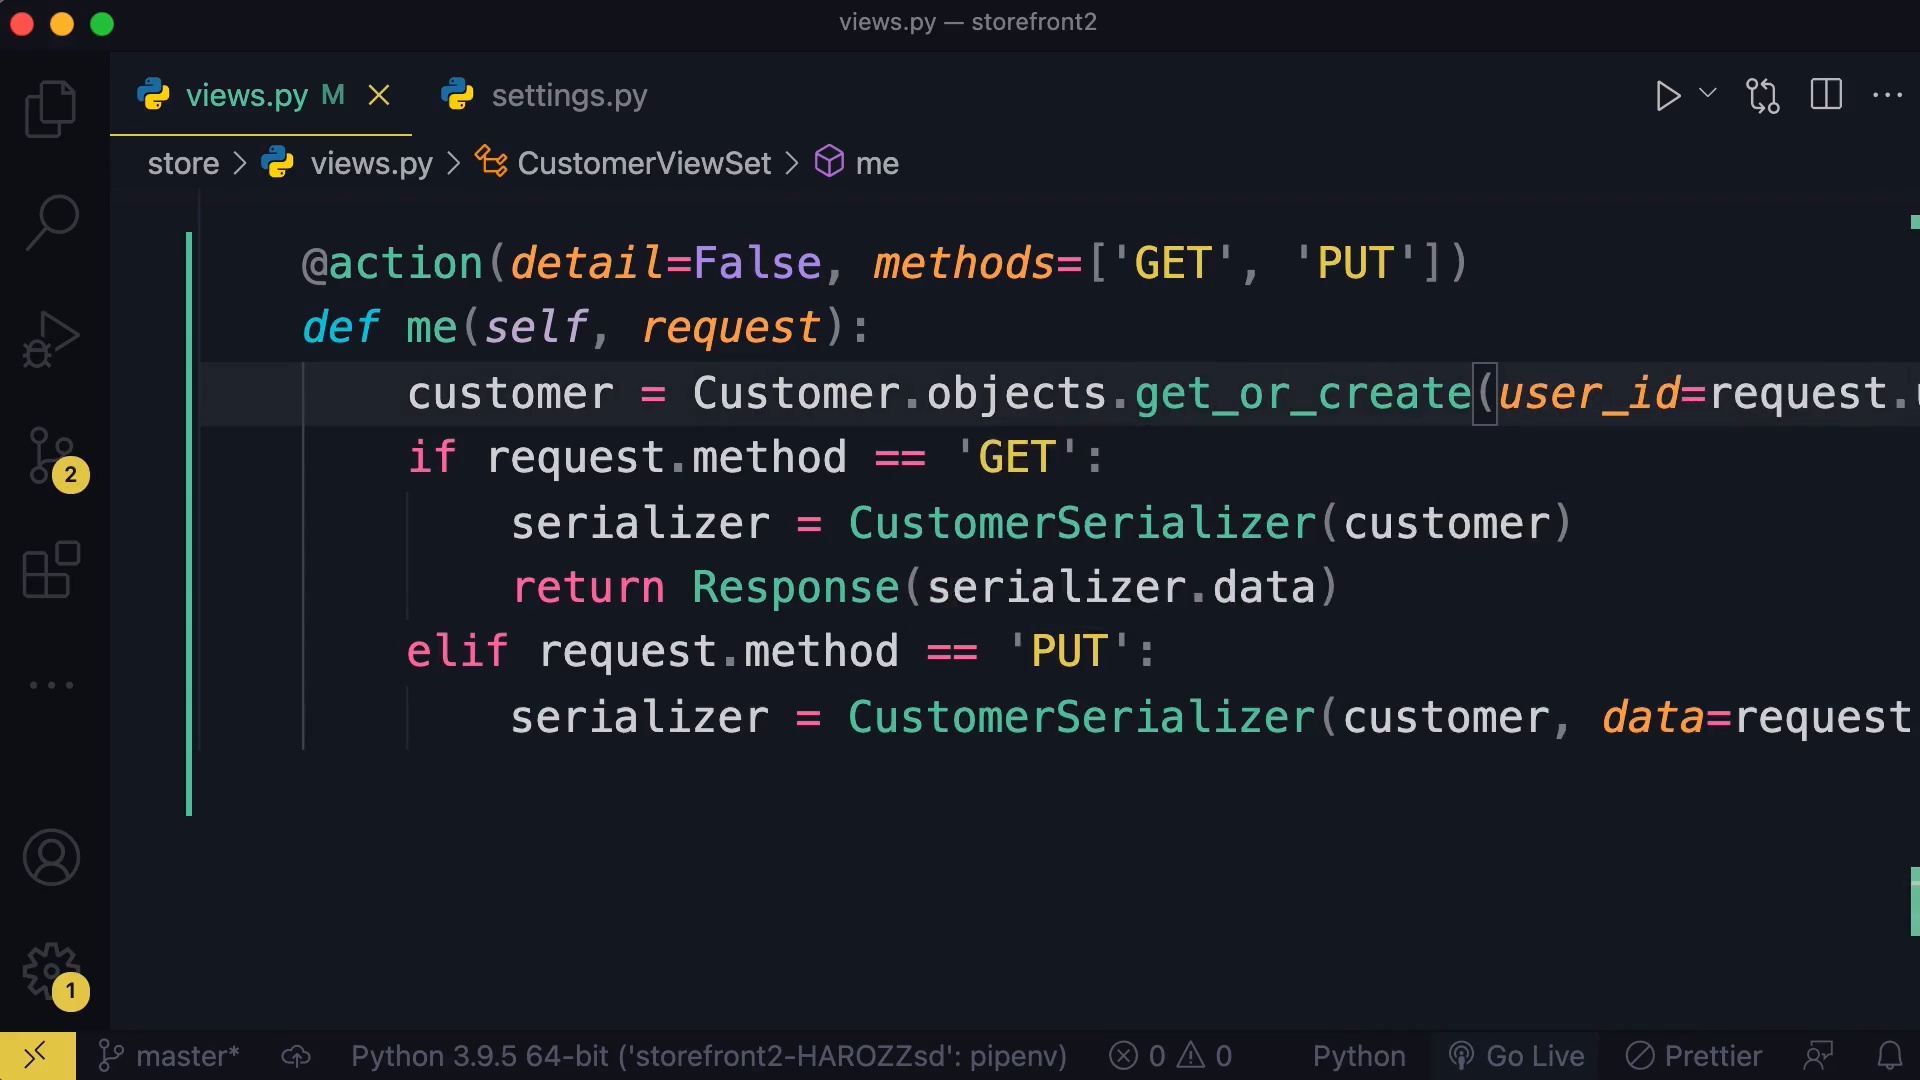 views.py — storefront2
views.py M
settings.py
store > views.py > CustomerViewSet > me
@action(detail=False, methods=['GET', 'PUT'])
def me(self, request):
customer = Customer.objects.get_or_create(user_id=request.
if request.method == 'GET':
serializer = CustomerSerializer(customer)
return Response(serializer.data)
elif request.method == 'PUT':
serializer = CustomerSerializer(customer, data=request
2
1
master* Python 3.9.5 64-bit ('storefront2-HAROZZsd': pipenv) 0 0 Python Go Live Prettier